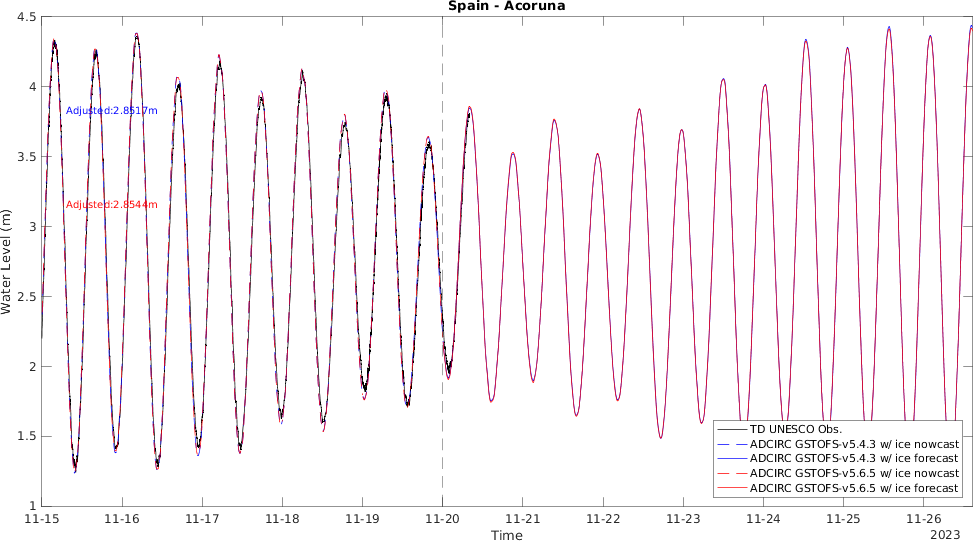 Spain - Acoruna
4.5
4
3.5
3
2.5
2
1.5
1
Water Level (m)
Adjusted:2.8517m
Adjusted:2.8544m
TD UNESCO Obs.
ADCIRC GSTOFS-v5.4.3 w/ ice nowcast
ADCIRC GSTOFS-v5.4.3 w/ ice forecast
ADCIRC GSTOFS-v5.6.5 w/ ice nowcast
ADCIRC GSTOFS-v5.6.5 w/ ice forecast
11-15 11-16 11-17 11-18 11-19 11-20 11-21 11-22 11-23 11-24 11-25 11-26
2023
Time